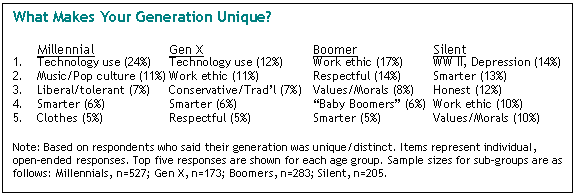 What Makes Your Generation Unique?
Millennial Gen X Boomer Silent
1. Technology use (24%) Technology use (12%) Work ethic (17%) WW II, Depression (14%)
2. Music/Pop culture (11%) Work ethic (11%) Respectful (14%) Smarter (13%)
3. Liberal/tolerant (7%) Conservative/Trad'l (7%) Values/Morals (8%) Honest (12%)
4. Smarter (6%) Smarter (6%) “Baby Boomers” (6%) Work ethic (10%)
5. Clothes (5%) Respectful (5%) Smarter (5%) Values/Morals (10%)
Note: Based on respondents who said their generation was unique/distinct. Items represent individual,
open-ended responses. Top five responses are shown for each age group. Sample sizes for sub-groups are as
follows: Millennials, n=527; Gen X, n=173; Boomers, n=283; Silent, n=205.